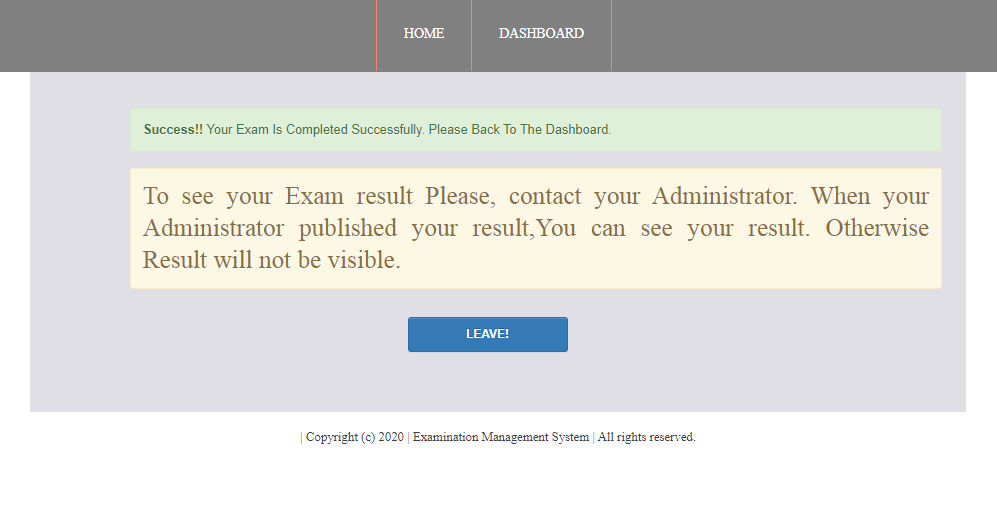 HOME DASHBOARD
Success!! Your Exam Is Completed Successfully. Please Back To The Dashboard.
To see your Exam result Please, contact your Administrator. When your
Administrator published your result,You can see your result. Otherwise
Result will not be visible.
LEAVE!
| Copyright (c) 2020 | Examination Management System | All rights reserved.